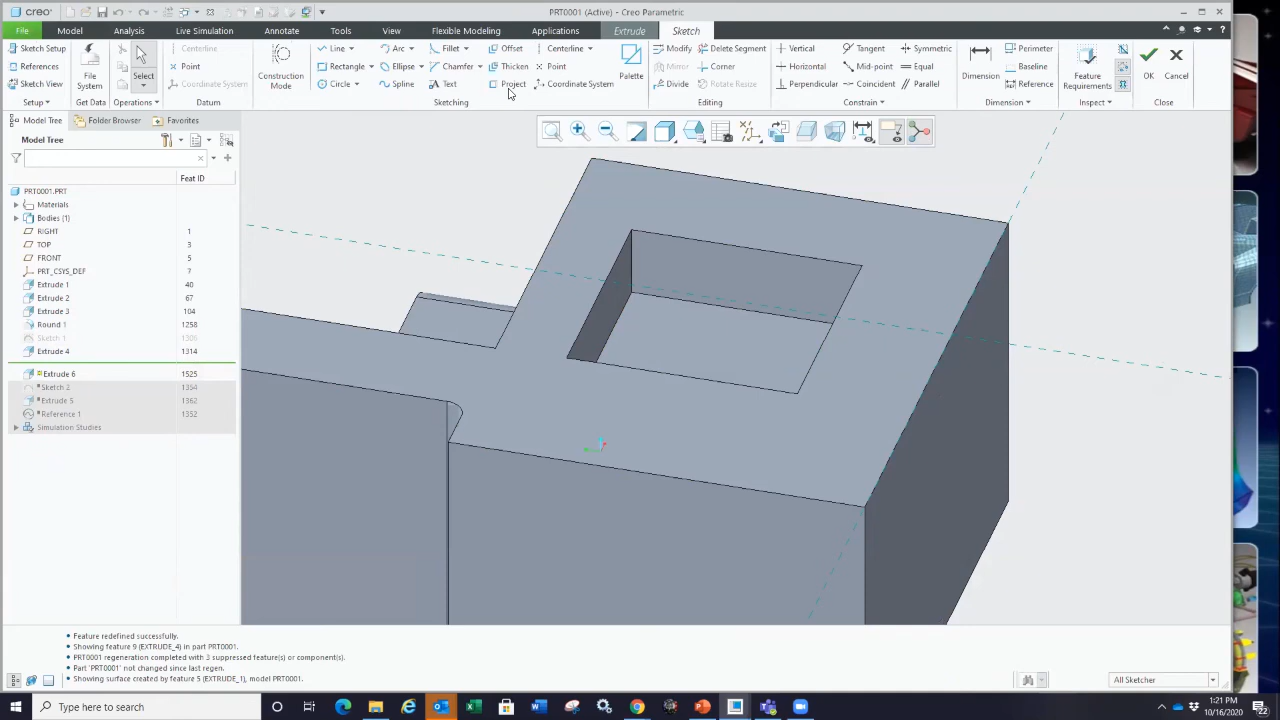 creo
PRT0001 (Active) - Creo Parametric
File Model Analysis Live Simulation Annotate Tools View Flexible Modeling Applications Extrude Sketch
Sketch Setup
References
Sketch View
Setup
File System
Get Data
Select
Operations
Centerline
Point
Coordinate System
Datum
Construction Mode
Line
Rectangle
Circle
Arc
Ellipse
Spline
Fillet
Chamfer
Text
Offset
Thicken
Project
Centerline
Point
Coordinate System
Palette
Sketching
Modify
Mirror
Divide
Delete Segment
Corner
Rotate Resize
Editing
Vertical
Horizontal
Perpendicular
Tangent
Mid-point
Coincident
Symmetric
Equal
Parallel
Constrain
Dimension
Perimeter
Baseline
Reference
Dimension
Feature Requirements
Inspect
OK
Cancel
Close
Model Tree Folder Browser Favorites
Model Tree
Feat ID
PRT0001.PRT
Materials
Bodies (1)
RIGHT 1
TOP 3
FRONT 5
PRT_CSYS_DEF 7
Extrude 1 40
Extrude 2 67
Extrude 3 104
Round 1 1258
Sketch 1 1308
Extrude 4 1314
Extrude 6 1525
Sketch 2 1354
Extrude 5 1362
Reference 1 1352
Simulation Studies
• Feature redefined successfully.
• Showing feature 9 (EXTRUDE_4) in part PRT0001.
• PRT0001 regeneration completed with 3 suppressed feature(s) or component(s).
• Part 'PRT0001' not changed since last regen.
• Showing surface created by feature 5 (EXTRUDE_1), model PRT0001.
All Sketcher
Type here to search
1:21 PM
10/16/2020
22